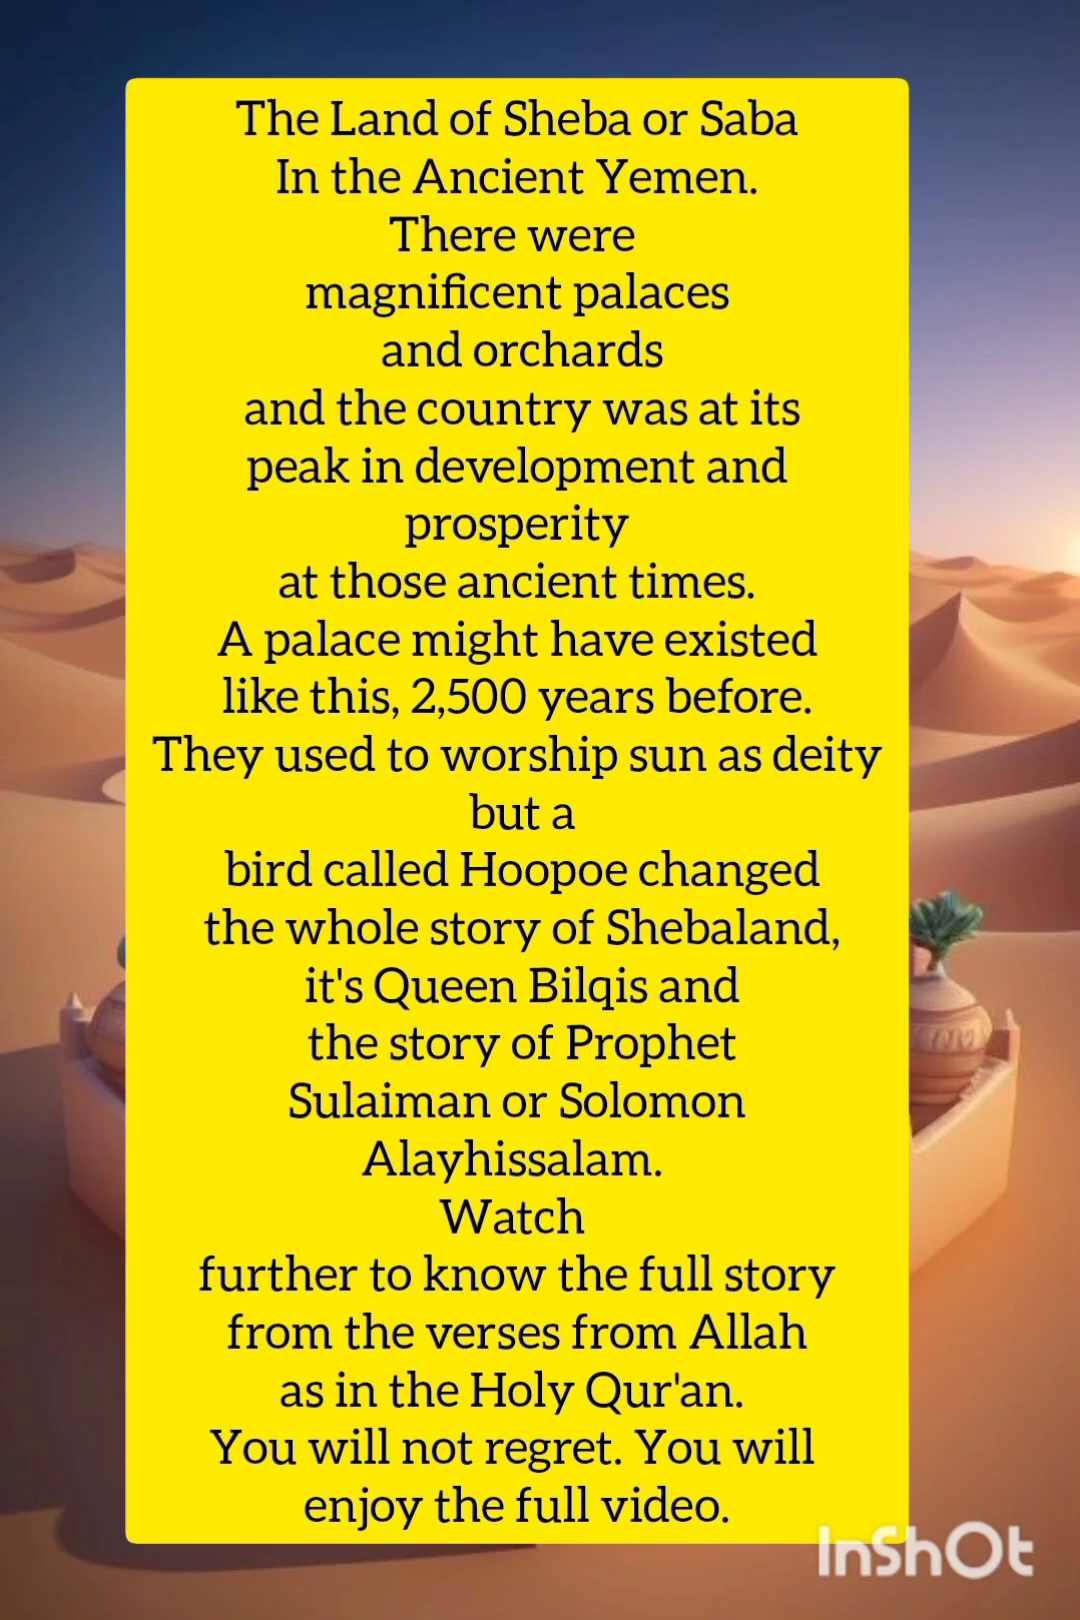 The Land of Sheba or Saba
In the Ancient Yemen.
There were
magnificent palaces
and orchards
and the country was at its
peak in development and
prosperity
at those ancient times.
A palace might have existed
like this, 2,500 years before.
They used to worship sun as deity
but a
bird called Hoopoe changed
the whole story of Shebaland,
it's Queen Bilqis and
the story of Prophet
Sulaiman or Solomon
Alayhissalam.
Watch
further to know the full story
from the verses from Allah
as in the Holy Qur'an.
You will not regret. You will
enjoy the full video.
InShOt